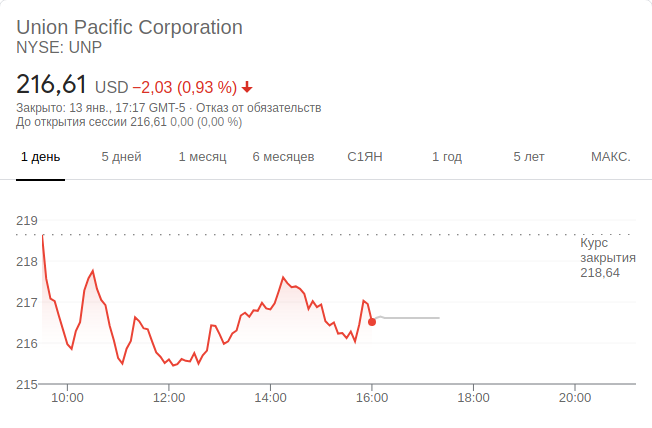 Union Pacific Corporation
NYSE: UNP
216,61 USD −2,03 (0,93 %)
Закрыто: 13 янв., 17:17 GMT-5 · Отказ от обязательств
До открытия сессии 216,61 0,00 (0,00 %)
1 день 5 дней 1 месяц 6 месяцев С1ЯН 1 год 5 лет МАКС.
219
Курс
закрытия
218,64
218
217
216
215
10:00 12:00 14:00 16:00 18:00 20:00